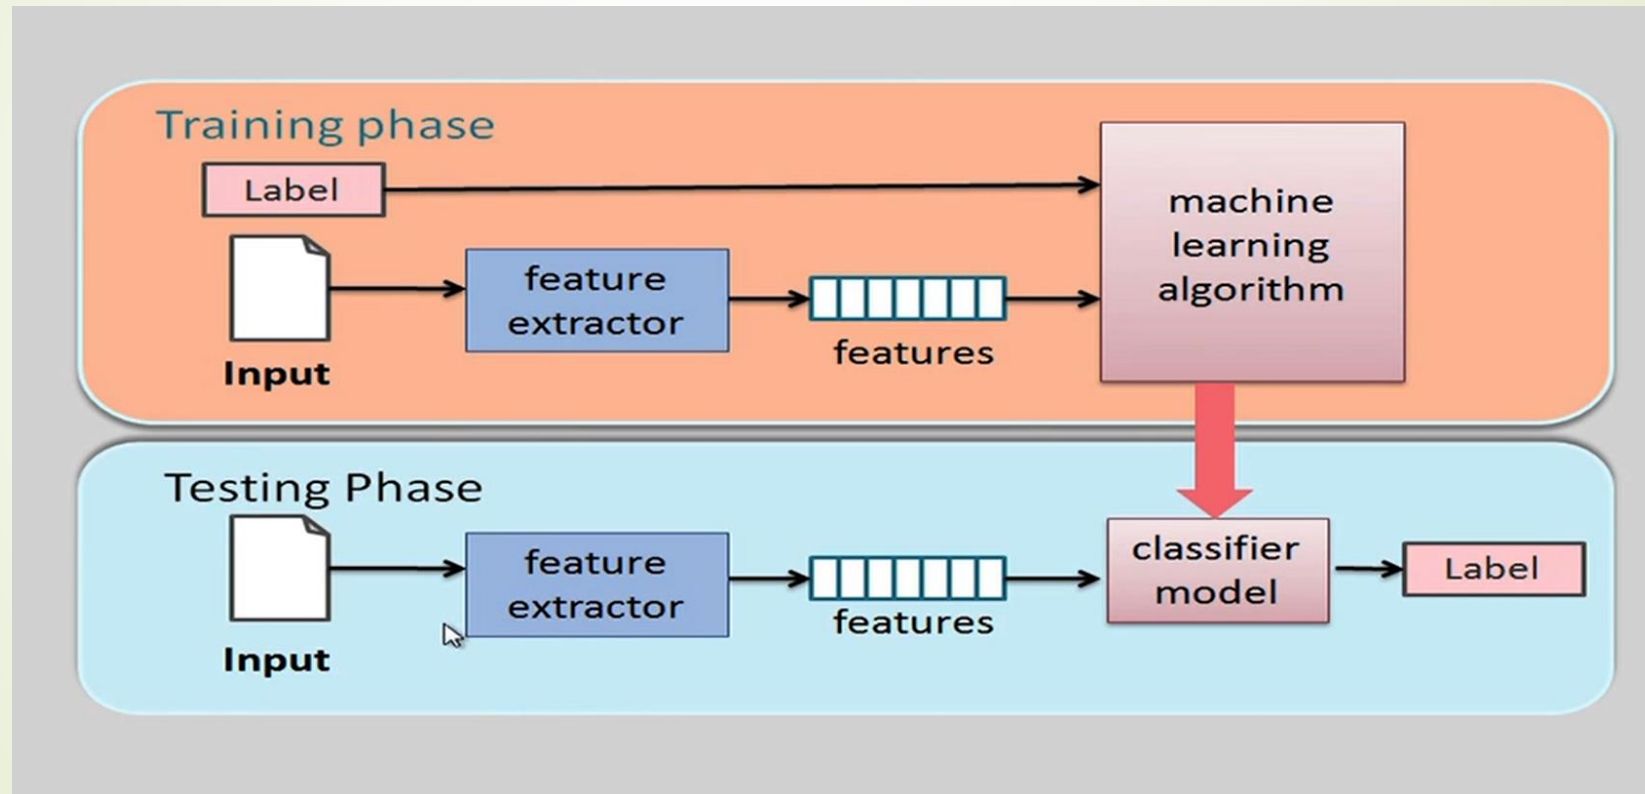 Training phase
Label
machine
learning
algorithm
feature
extractor
features
Input
Testing Phase
feature
extractor
features
classifier
model
Label
Input